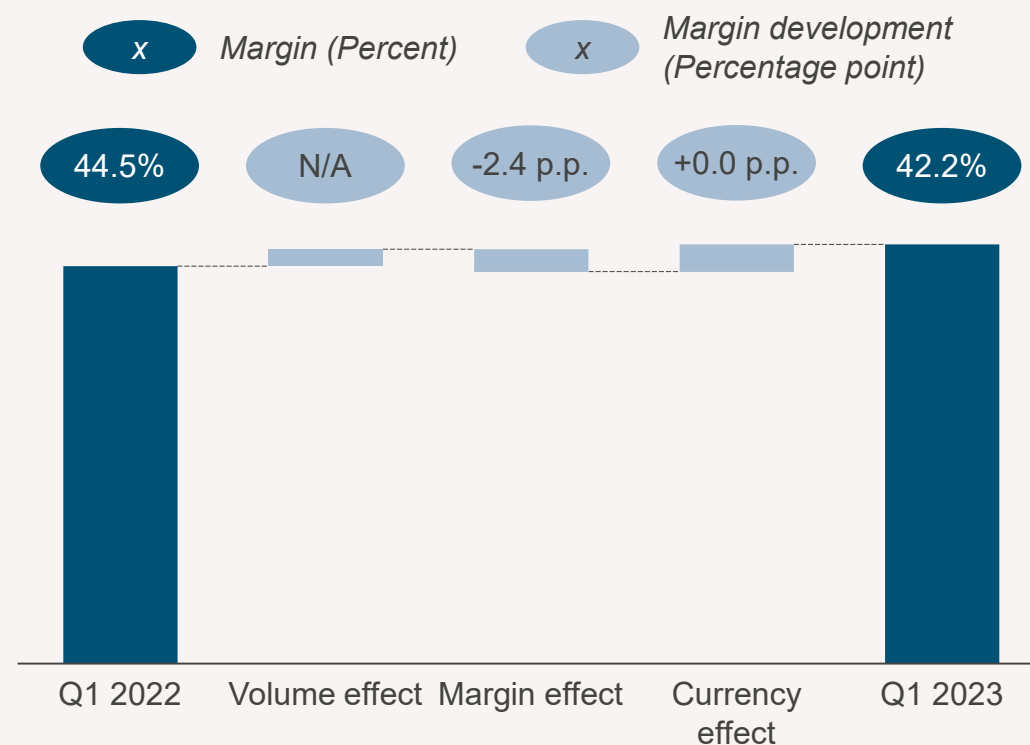 x Margin (Percent)
x Margin development
(Percentage point)
44.5% N/A -2.4 p.p. +0.0 p.p. 42.2%
Q1 2022 Volume effect Margin effect Currency Q1 2023
effect